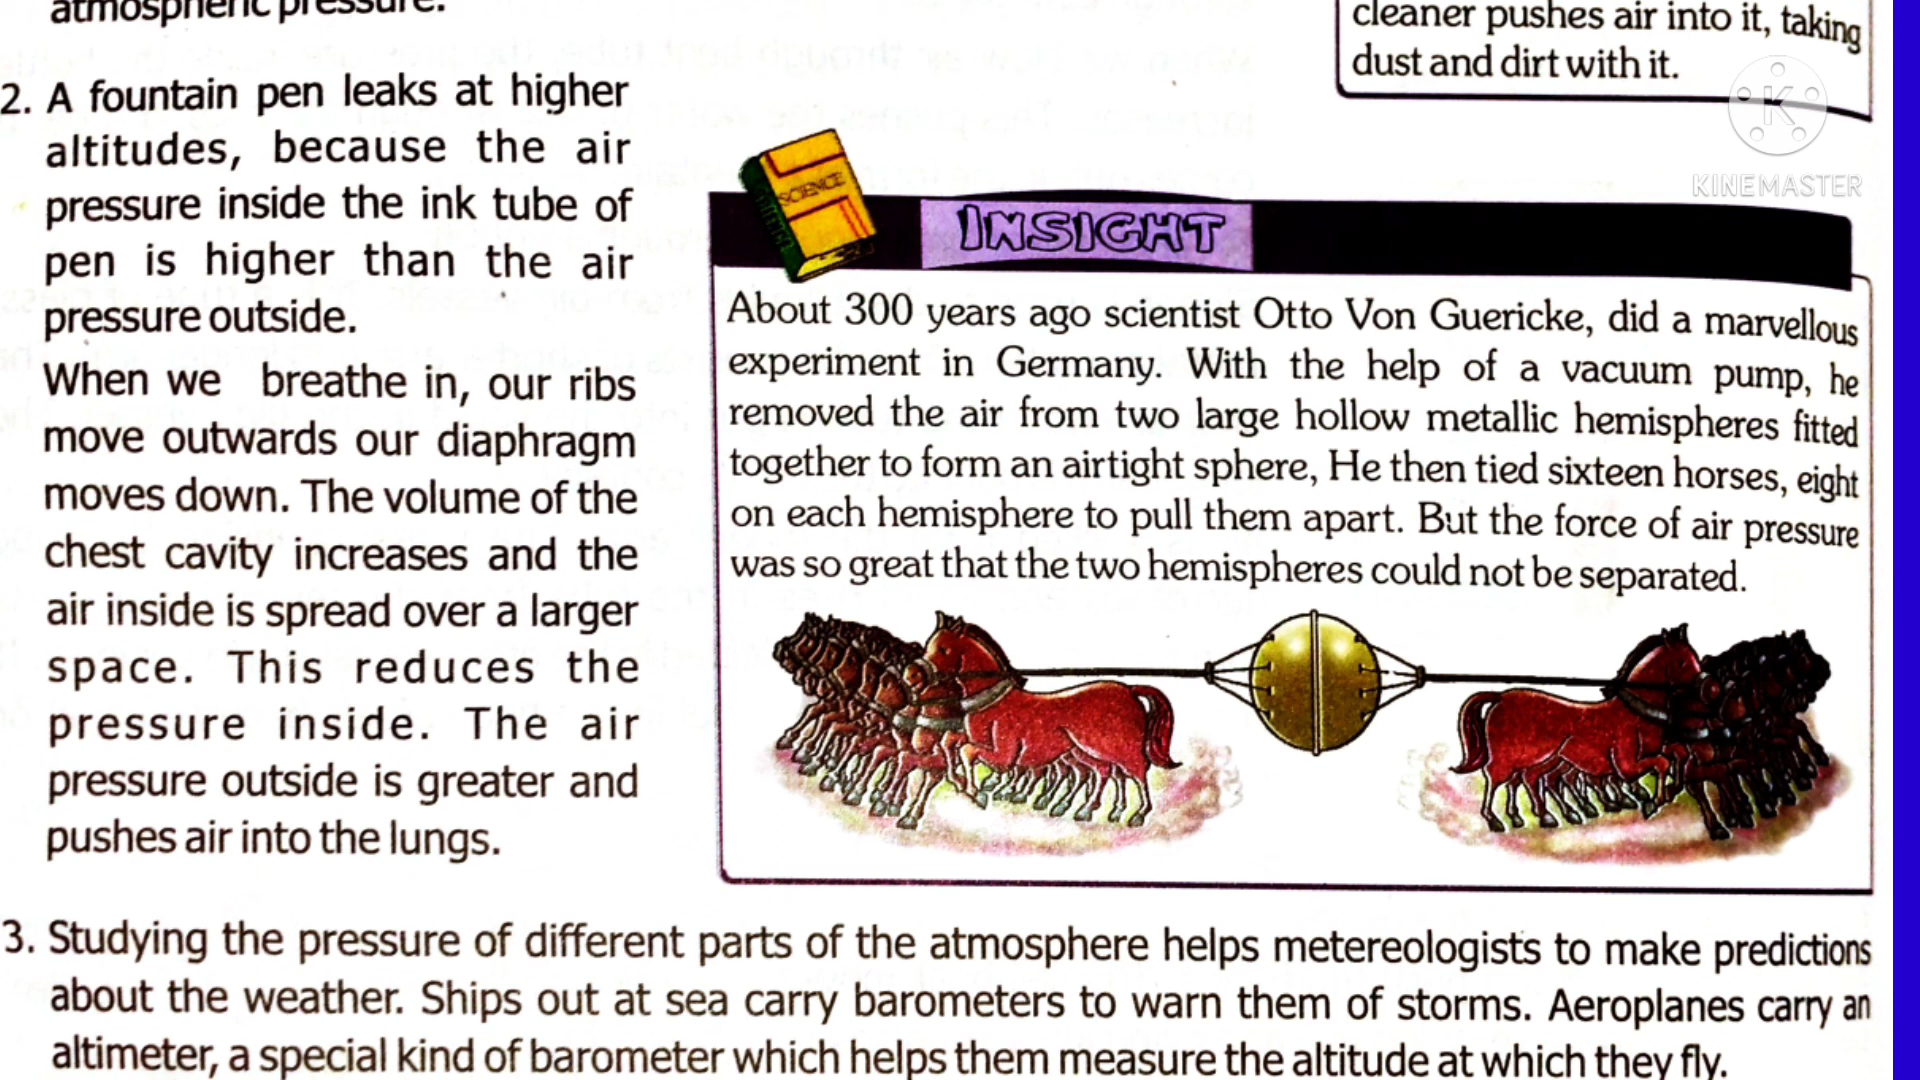 atmospheric pressure.
2. A fountain pen leaks at higher
altitudes, because the air
pressure inside the ink tube of
pen is higher than the air
pressure outside.
When we breathe in, our ribs
move outwards our diaphragm
moves down. The volume of the
chest cavity increases and the
air inside is spread over a larger
space. This reduces the
pressure inside. The air
pressure outside is greater and
pushes air into the lungs.
cleaner pushes air into it, taking
dust and dirt with it.
K
KINEMASTER
SCIENCE
INSIGHT
About 300 years ago scientist Otto Von Guericke, did a marvellous
experiment in Germany. With the help of a vacuum pump, he
removed the air from two large hollow metallic hemispheres fitted
together to form an airtight sphere, He then tied sixteen horses, eight
on each hemisphere to pull them apart. But the force of air pressure
was so great that the two hemispheres could not be separated.
3. Studying the pressure of different parts of the atmosphere helps metereologists to make predictions
about the weather. Ships out at sea carry barometers to warn them of storms. Aeroplanes carry an
altimeter, a special kind of barometer which helps them measure the altitude at which they fly.